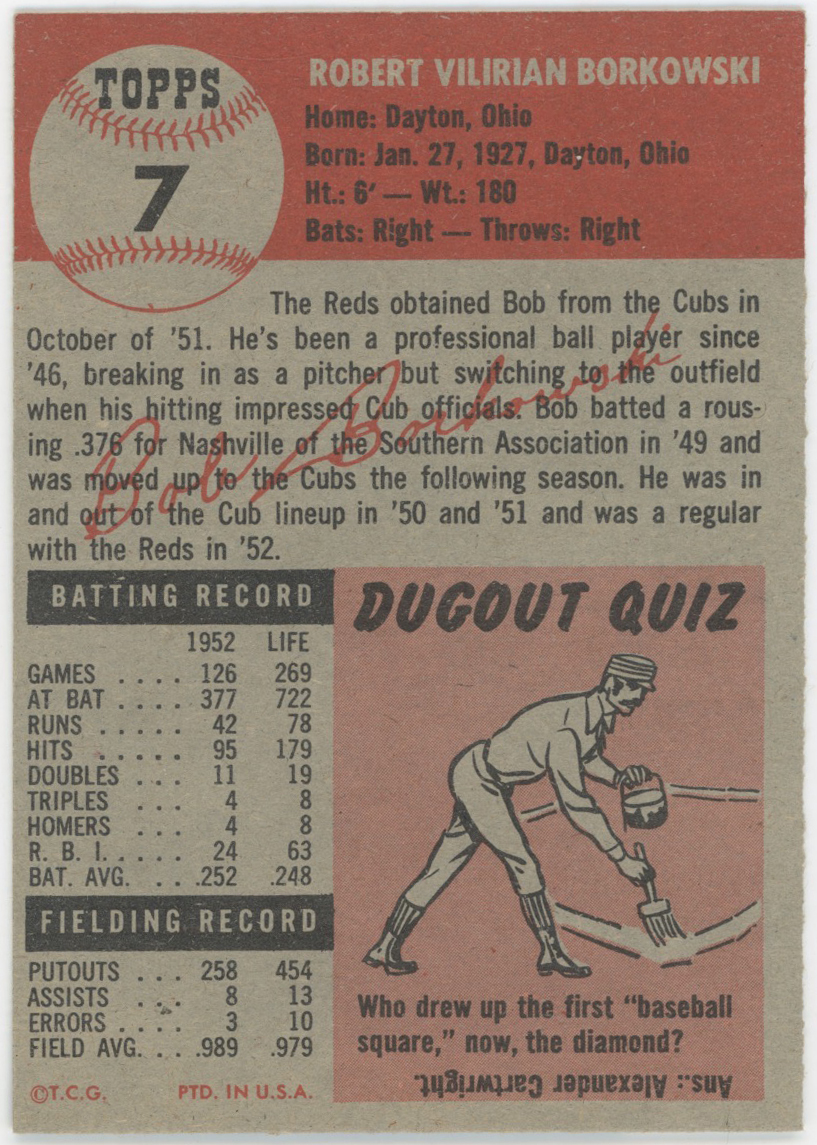 TOPPS
7
ROBERT VILIRIAN BORKOWSKI
Home: Dayton, Ohio
Born: Jan. 27, 1927, Dayton, Ohio
Ht.: 6' — Wt.: 180
Bats: Right — Throws: Right
The Reds obtained Bob from the Cubs in
October of '51. He's been a professional ball player since
'46, breaking in as a pitcher but switching to the outfield
when his hitting impressed Cub officials. Bob batted a rous-
ing .376 for Nashville of the Southern Association in '49 and
was moved up to the Cubs the following season. He was in
and out of the Cub lineup in '50 and '51 and was a regular
with the Reds in '52.
Bob Borkowski
BATTING RECORD
1952 LIFE
GAMES .... 126 269
AT BAT .... 377 722
RUNS ..... 42 78
HITS ..... 95 179
DOUBLES ... 11 19
TRIPLES ... 4 8
HOMERS ... 4 8
R. B. I. .... 24 63
BAT. AVG. ... .252 .248
FIELDING RECORD
PUTOUTS ... 258 454
ASSISTS ... 8 13
ERRORS .... 3 10
FIELD AVG. ... .989 .979
©T.C.G. PTD. IN U.S.A.
DUGOUT QUIZ
Who drew up the first "baseball
square," now, the diamond?
Ans.: Alexander Cartwright.